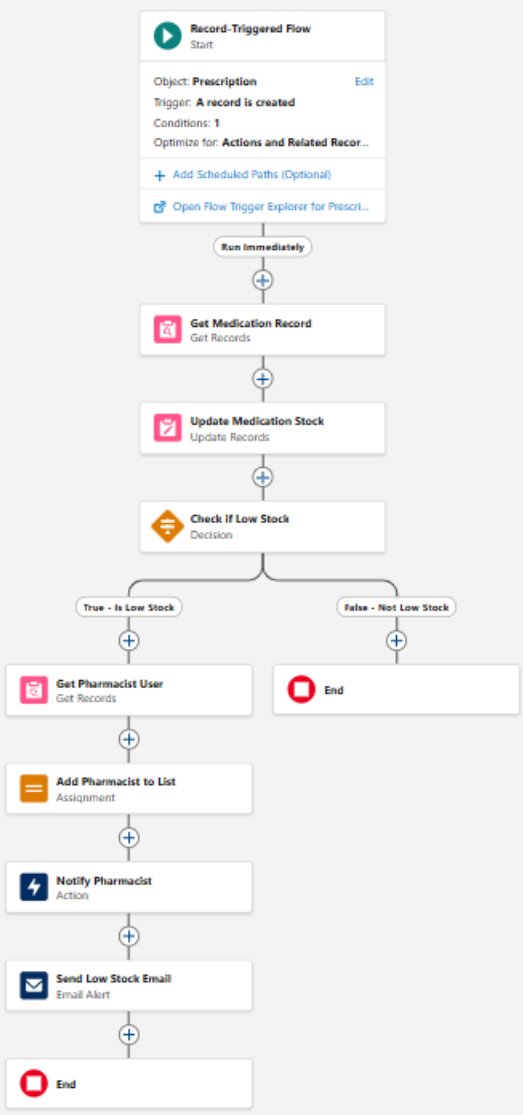 Record-Triggered Flow
Start
Object: Prescription Edit
Trigger: A record is created
Conditions: 1
Optimize for: Actions and Related Recor...
Add Scheduled Paths (Optional)
Open Flow Trigger Explorer for Prescri...
Run Immediately
Get Medication Record
Get Records
Update Medication Stock
Update Records
Check if Low Stock
Decision
True - Is Low Stock
False - Not Low Stock
Get Pharmacist User
Get Records
End
Add Pharmacist to List
Assignment
Notify Pharmacist
Action
Send Low Stock Email
Email Alert
End